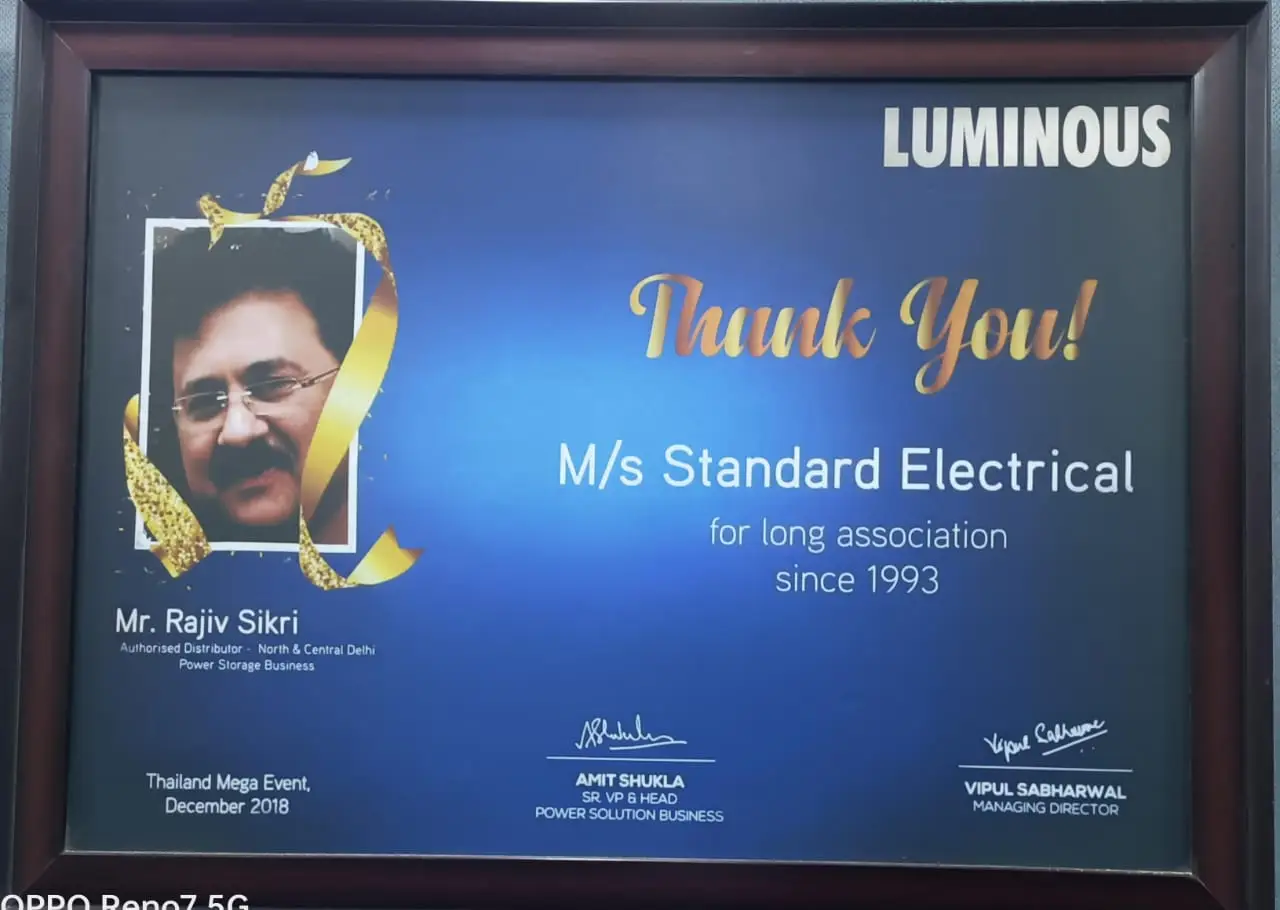 LUMINOUS
Thank You!
M/s Standard Electrical
for long association
since 1993
Mr. Rajiv Sikri
Authorised Distributor - North & Central Delhi
Power Storage Business
Thailand Mega Event,
December 2018
AShukla
AMIT SHUKLA
SR. VP & HEAD
POWER SOLUTION BUSINESS
Vipul Sabharwal
VIPUL SABHARWAL
MANAGING DIRECTOR
OPPO Reno7 5G